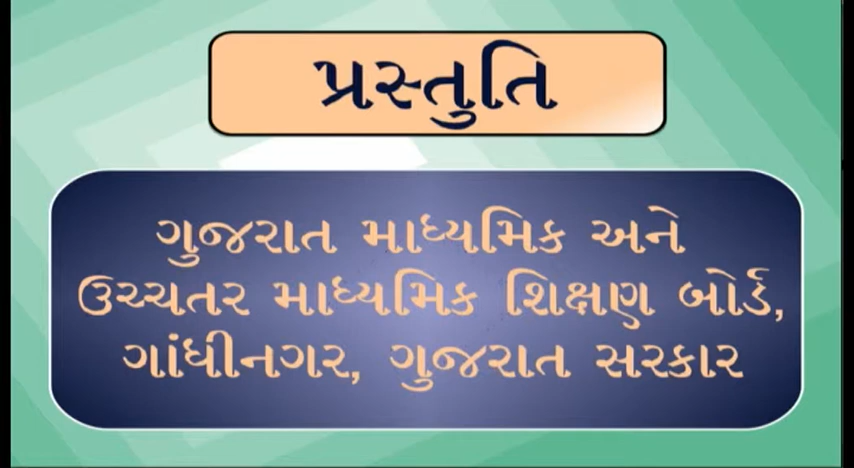 પ્રસ્તુતિ
ગુજરાત માધ્યમિક અને
ઉચ્ચતર માધ્યમિક શિક્ષણ બોર્ડ,
ગાંધીનગર, ગુજરાત સરકાર